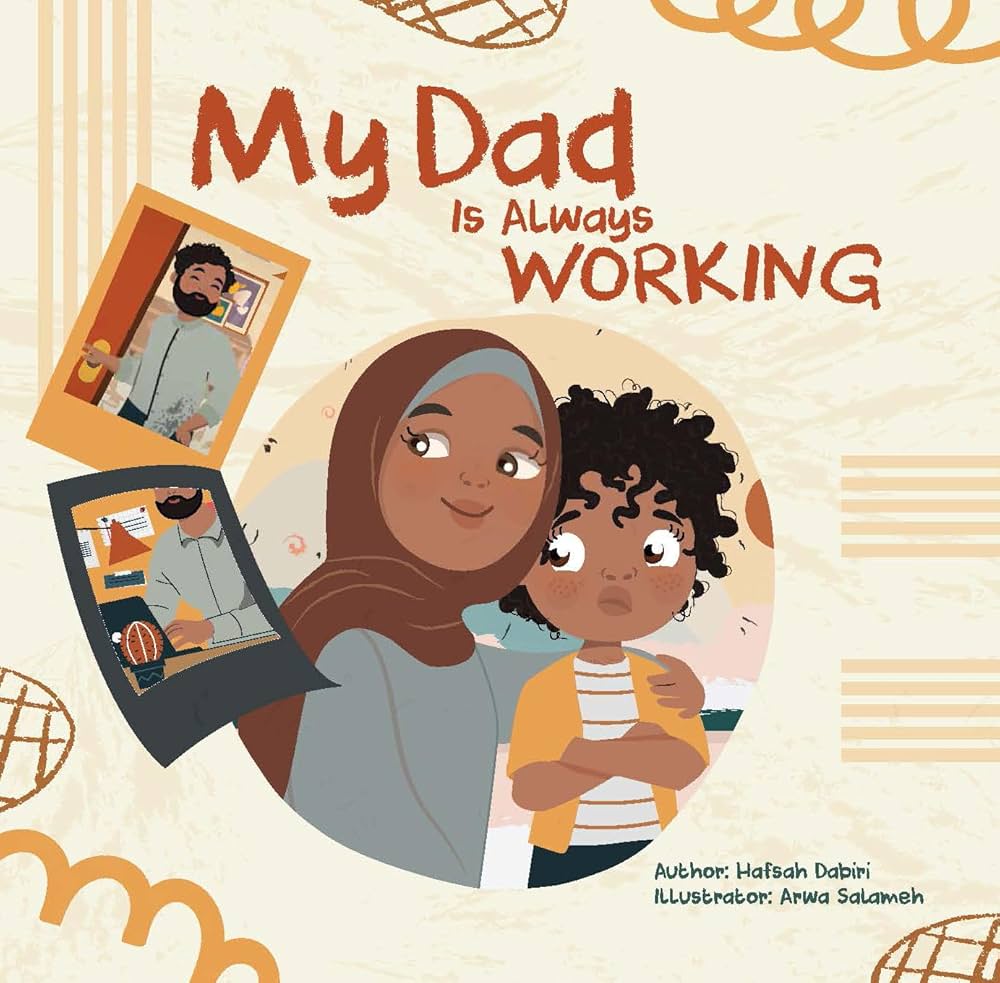 My Dad
Is Always
WORKING
Author: Hafsah Dabiri
Illustrator: Arwa Salameh